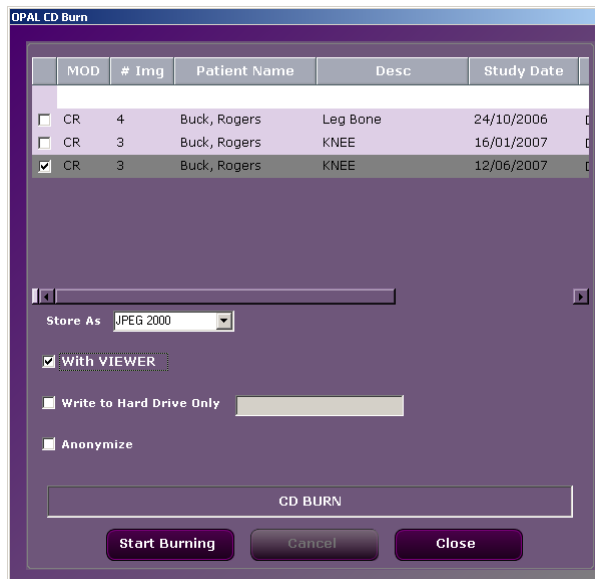 OPAL CD Burn
MOD # Img Patient Name Desc Study Date
CR 4 Buck, Rogers Leg Bone 24/10/2006
CR 3 Buck, Rogers KNEE 16/01/2007
CR 3 Buck, Rogers KNEE 12/06/2007
Store As JPEG 2000
With VIEWER
Write to Hard Drive Only
Anonymize
CD BURN
Start Burning Cancel Close